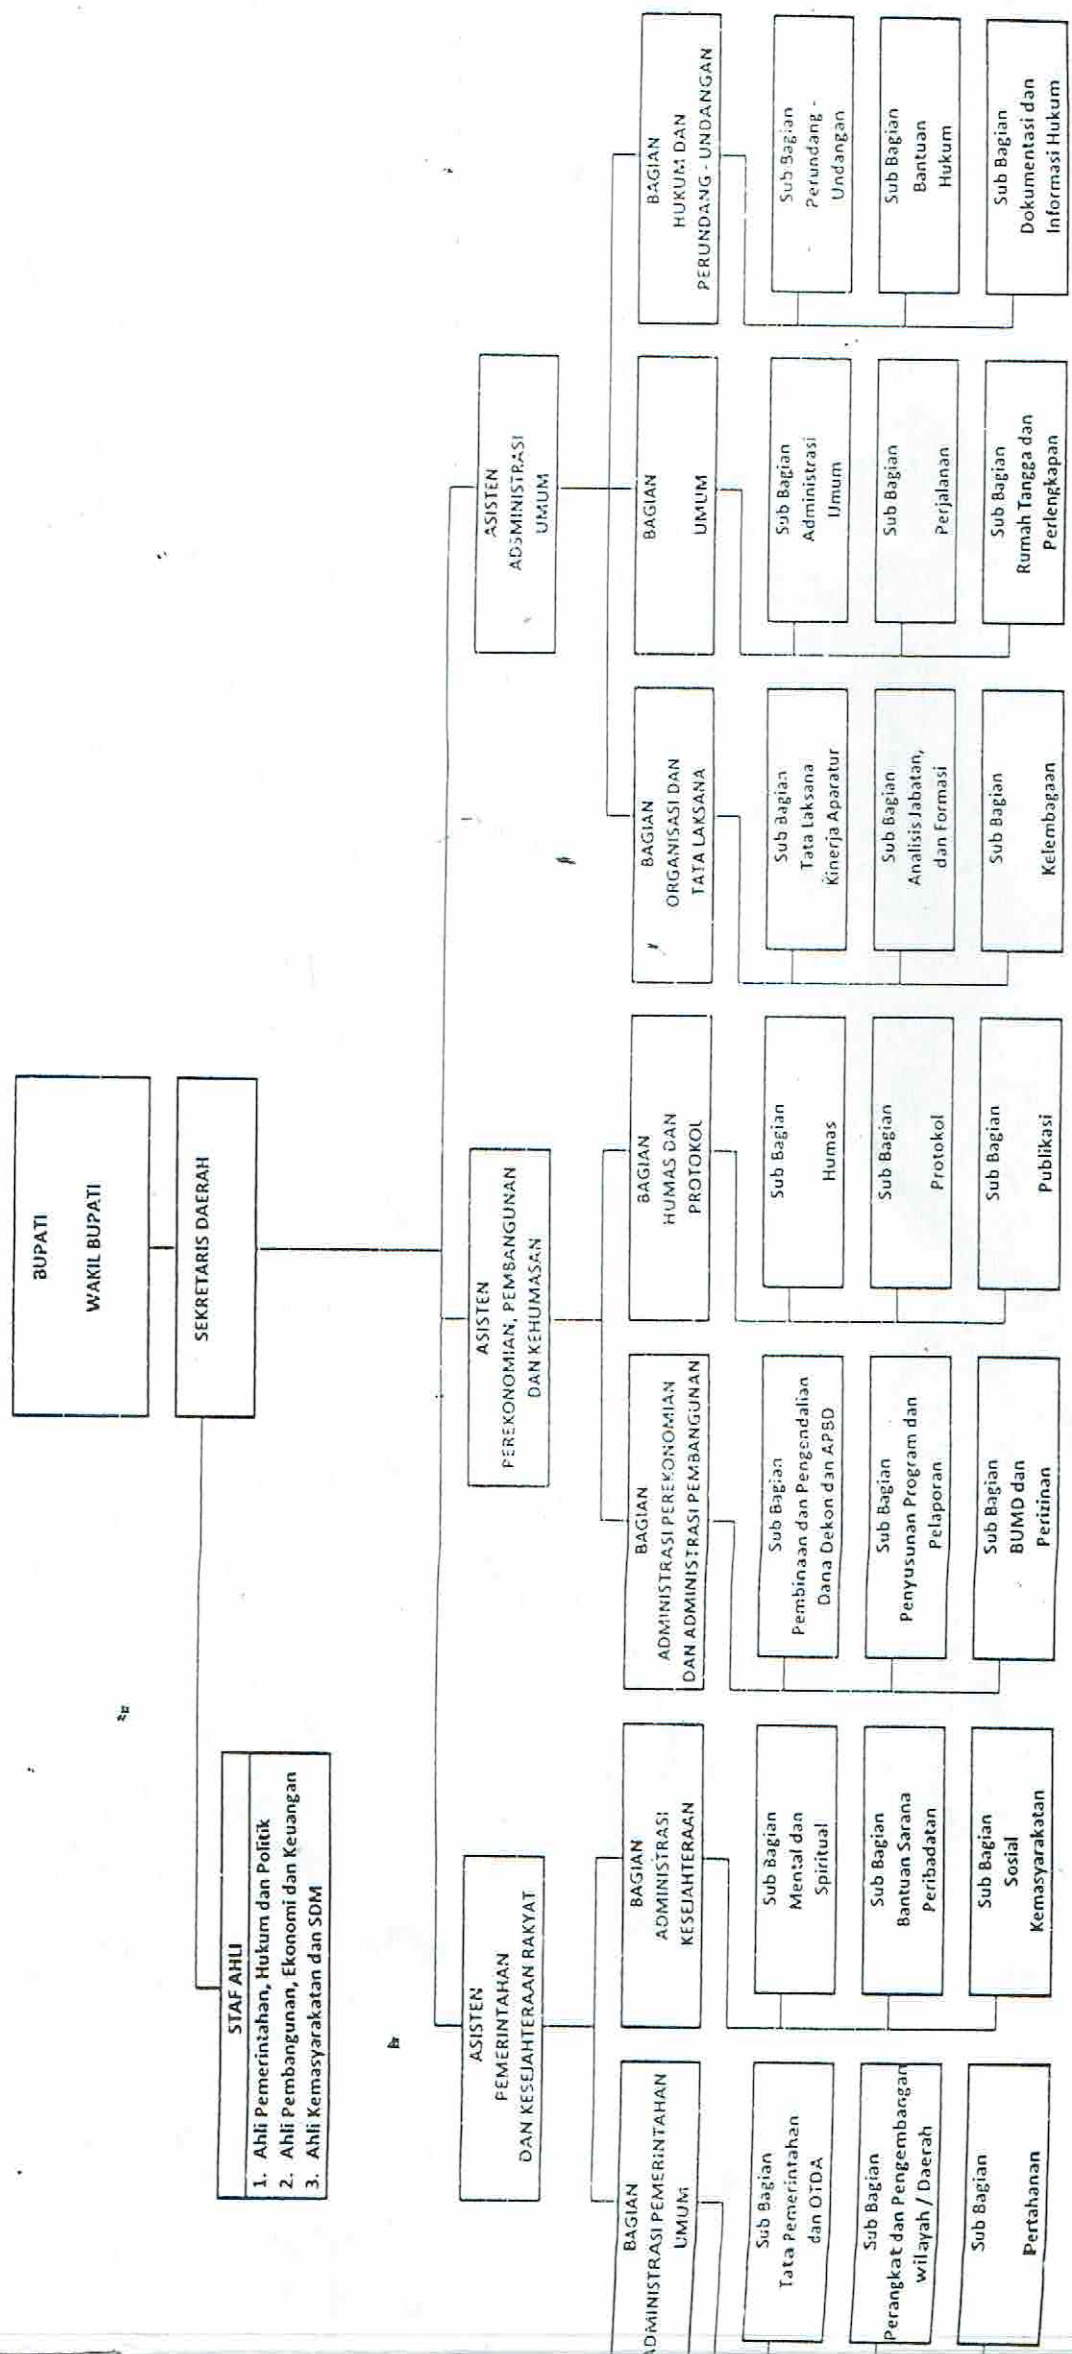 BUPATI
WAKIL BUPATI
SEKRETARIS DAERAH
STAF AHLI
1. Ahli Pemerintahan, Hukum dan Politik
2. Ahli Pembangunan, Ekonomi dan Keuangan
3. Ahli Kemasyarakatan dan SDM
ASISTEN
PEMERINTAHAN
DAN KESEJAHTERAAN RAKYAT
ASISTEN
PEREKONOMIAN, PEMBANGUNAN
DAN KEHUMASAN
ASISTEN
ADSMINISTRASI
UMUM
BAGIAN
ADMINISTRASI PEMERINTAHAN
UMUM
BAGIAN
ADMINISTRASI
KESEJAHTERAAN
BAGIAN
ADMINISTRASI PEREKONOMIAN
DAN ADMINISTRASI PEMBANGUNAN
BAGIAN
HUMAS DAN
PROTOKOL
BAGIAN
ORGANISASI DAN
TATA LAKSANA
BAGIAN
UMUM
BAGIAN
HUKUM DAN
PERUNDANG - UNDANGAN
Sub Bagian
Tata Pemerintahan
dan OTDA
Sub Bagian
Mental dan
Spiritual
Sub Bagian
Pembinaan dan Pengendalian
Dana Dekon dan APBD
Sub Bagian
Humas
Sub Bagian
Tata Laksana
Kinerja Aparatur
Sub Bagian
Administrasi
Umum
Sub Bagian
Perundang -
Undangan
Sub Bagian
Perangkat dan Pengembangan
wilayah / Daerah
Sub Bagian
Bantuan Sarana
Peribadatan
Sub Bagian
Penyusunan Program dan
Pelaporan
Sub Bagian
Protokol
Sub Bagian
Analisis Jabatan,
dan Formasi
Sub Bagian
Perjalanan
Sub Bagian
Bantuan
Hukum
Sub Bagian
Pertahanan
Sub Bagian
Sosial
Kemasyarakatan
Sub Bagian
BUMD dan
Perizinan
Sub Bagian
Publikasi
Sub Bagian
Kelembagaan
Sub Bagian
Rumah Tangga dan
Perlengkapan
Sub Bagian
Dokumentasi dan
Informasi Hukum